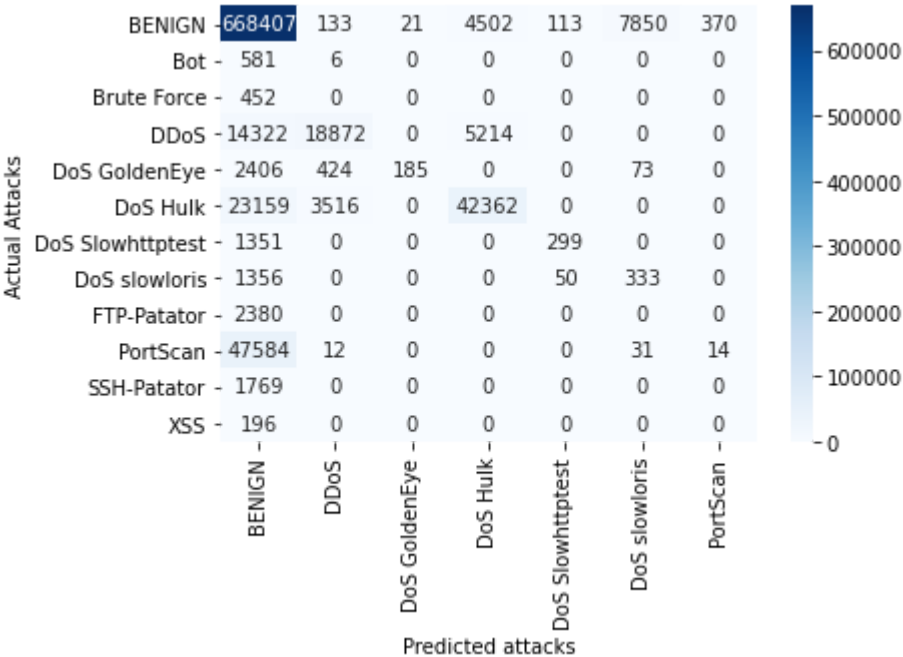 BENIGN 668407 133 21 4502 113 7850 370
Bot 581 6 0 0 0 0 0
Brute Force 452 0 0 0 0 0 0
DDoS 14322 18872 0 5214 0 0 0
DoS GoldenEye 2406 424 185 0 0 73 0
DoS Hulk 23159 3516 0 42362 0 0 0
DoS Slowhttptest 1351 0 0 0 299 0 0
DoS slowloris 1356 0 0 0 50 333 0
FTP-Patator 2380 0 0 0 0 0 0
PortScan 47584 12 0 0 0 31 14
SSH-Patator 1769 0 0 0 0 0 0
XSS 196 0 0 0 0 0 0
Actual Attacks
BENIGN
DDoS
DoS GoldenEye
DoS Hulk
DoS Slowhttptest
DoS slowloris
PortScan
Predicted attacks
600000
500000
400000
300000
200000
100000
0